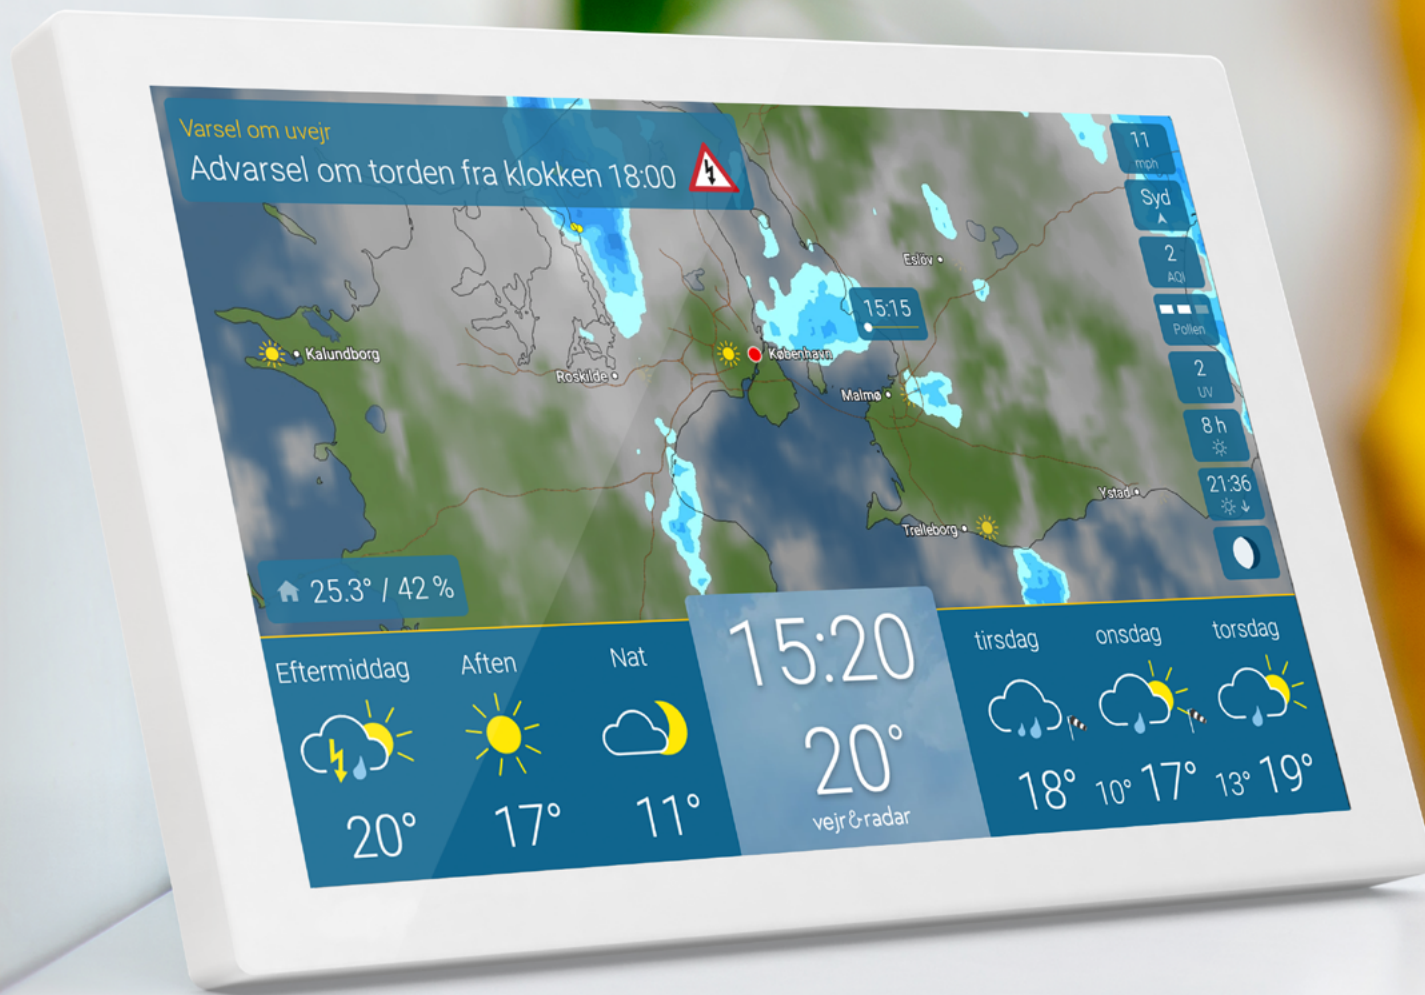 Varsel om uvejr
Advarsel om torden fra klokken 18:00
11
mph
Syd
2
AQI
Pollen
2
UV
8 h
21:36
Eslöv
15:15
Kalundborg
København
Roskilde
Malmø
Ystad
Trelleborg
25.3° / 42 %
Eftermiddag
20°
Aften
17°
Nat
11°
15:20
20°
vejr&radar
tirsdag
18°
onsdag
10° 17°
torsdag
13° 19°